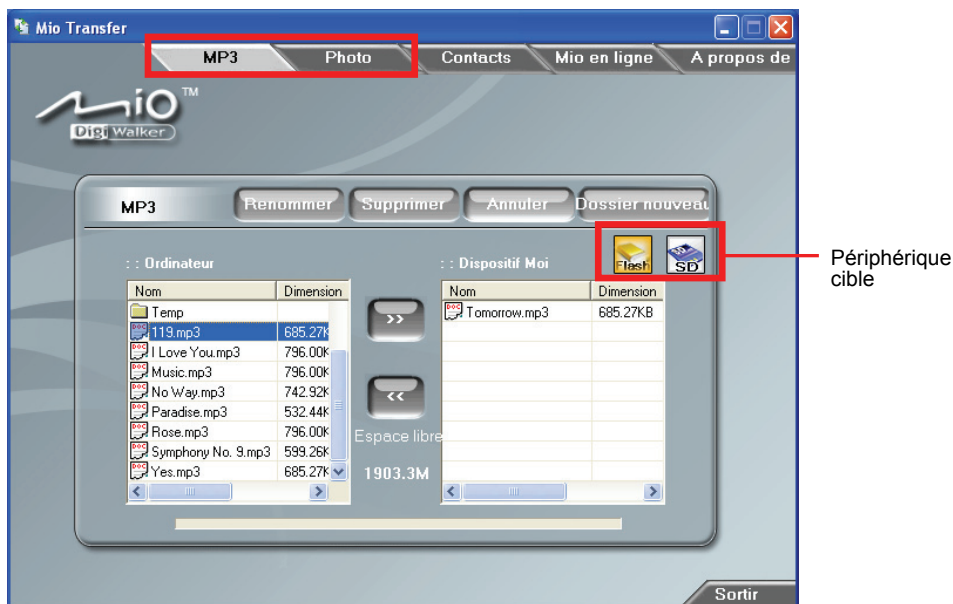 Mio Transfer
MP3 Photo Contacts Mio en ligne A propos de
Mio TM
Digi Walker
MP3 Renommer Supprimer Annuler Dossier nouveau
: : Ordinateur
: : Dispositif Moi
Flash SD
Périphérique
cible
Nom Dimension
Temp
119.mp3 685.27K
I Love You.mp3 796.00K
Music.mp3 796.00K
No Way.mp3 742.92K
Paradise.mp3 532.44K
Rose.mp3 796.00K
Symphony No. 9.mp3 599.26K
Yes.mp3 685.27K
>>
<<
Espace libre
1903.3M
Nom Dimension
Tomorrow.mp3 685.27KB
Sortir